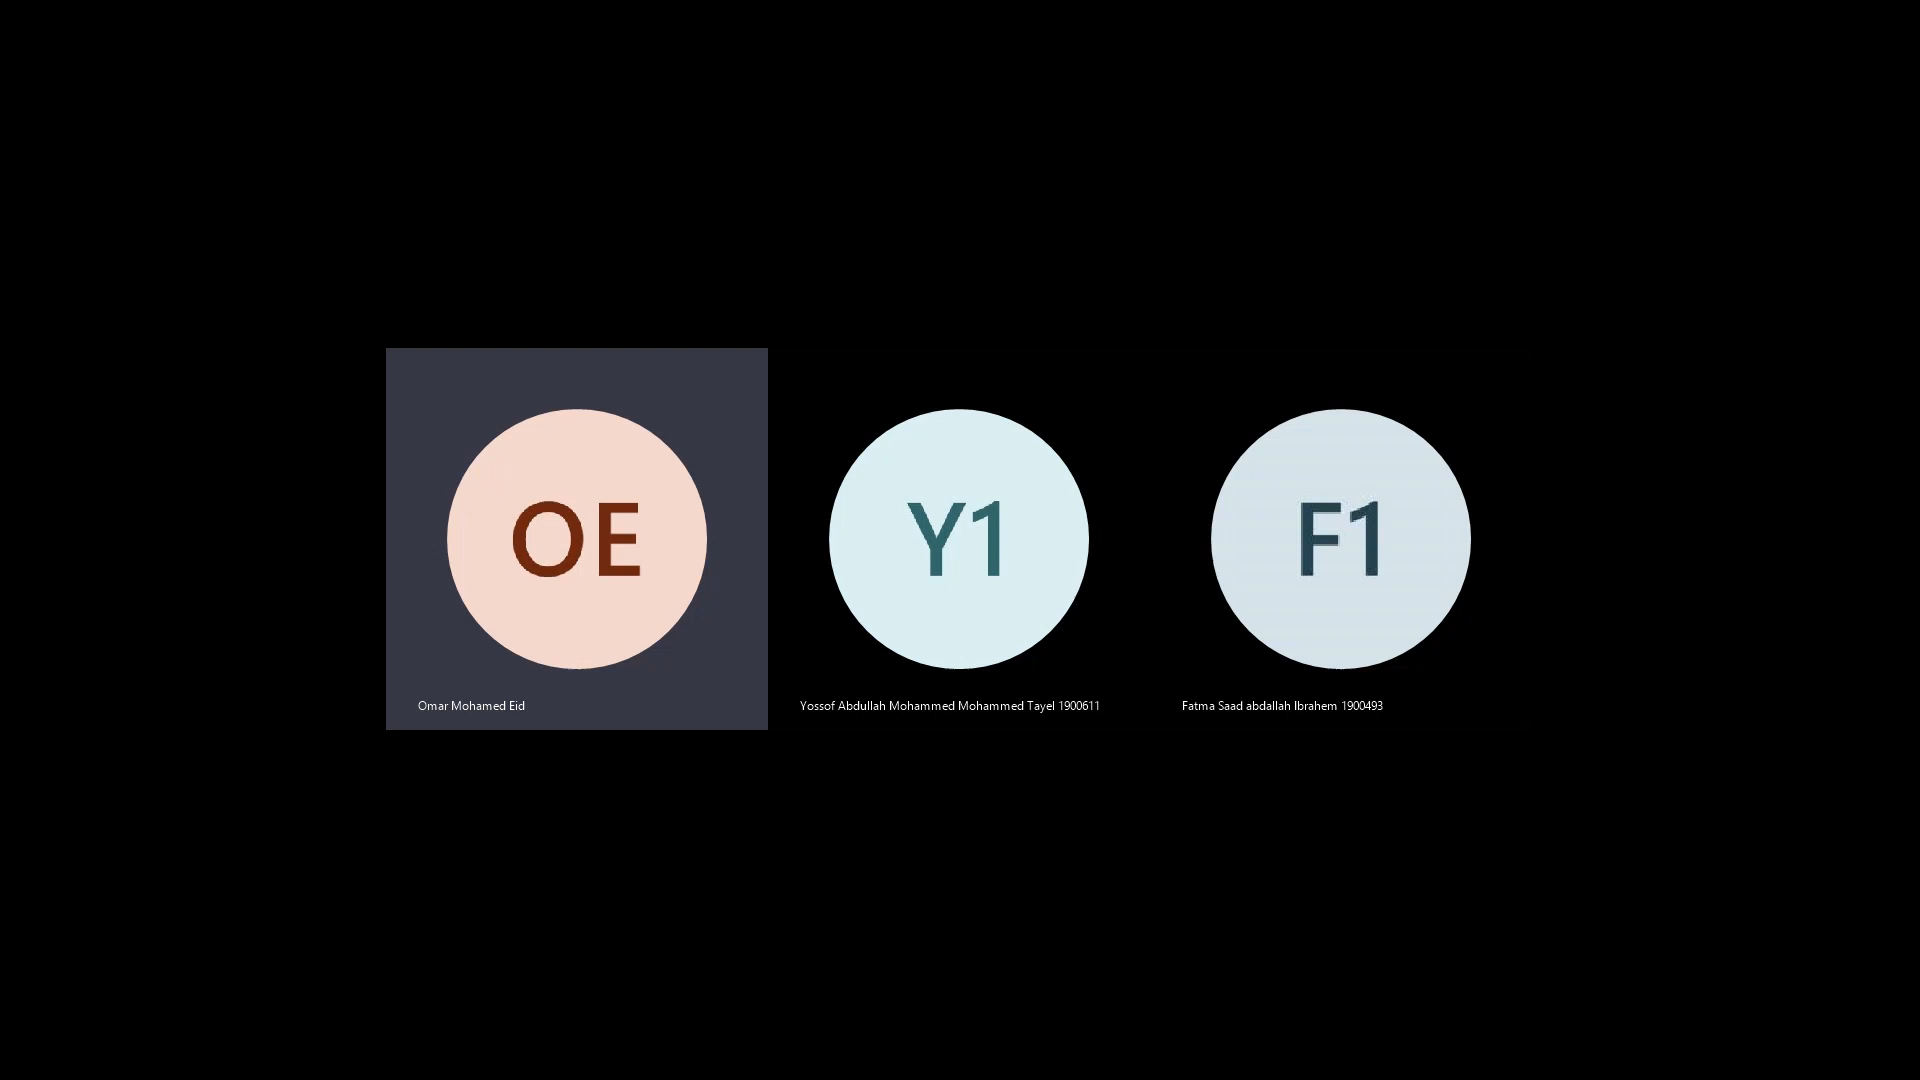 OE
Y1
F1
Omar Mohamed Eid
Yossof Abdullah Mohammed Mohammed Tayel 1900611
Fatma Saad abdallah Ibrahem 1900493